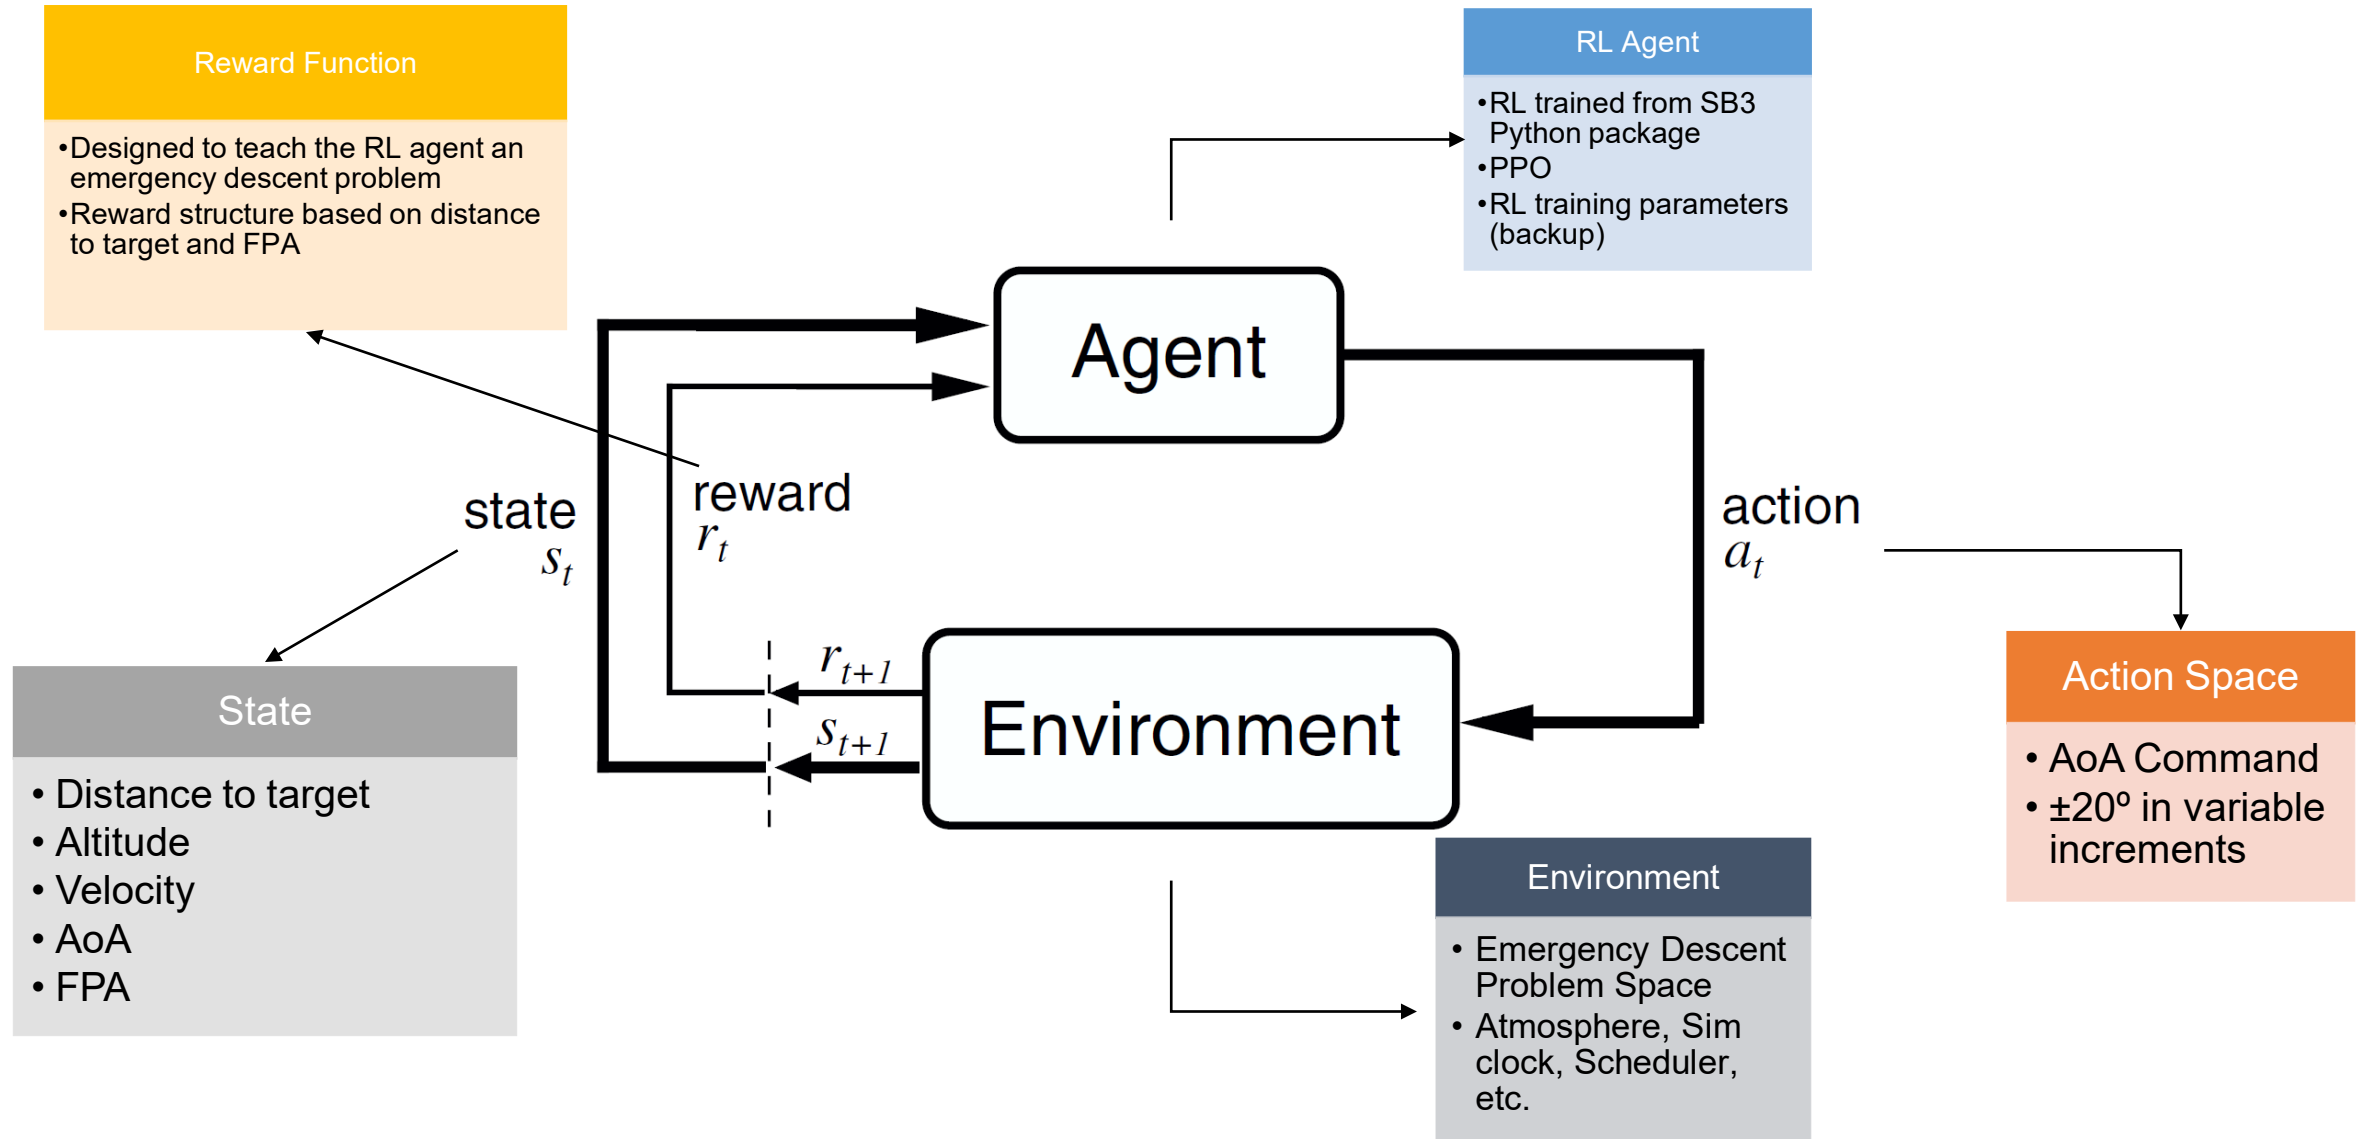 Reward Function
•Designed to teach the RL agent an
emergency descent problem
•Reward structure based on distance
to target and FPA
RL Agent
•RL trained from SB3
Python package
•PPO
•RL training parameters
(backup)
Agent
state
s_t
reward
r_t
action
a_t
r_{t+1}
s_{t+1}
Environment
State
• Distance to target
• Altitude
• Velocity
• AoA
• FPA
Action Space
• AoA Command
• ±20º in variable
increments
Environment
• Emergency Descent
Problem Space
• Atmosphere, Sim
clock, Scheduler,
etc.